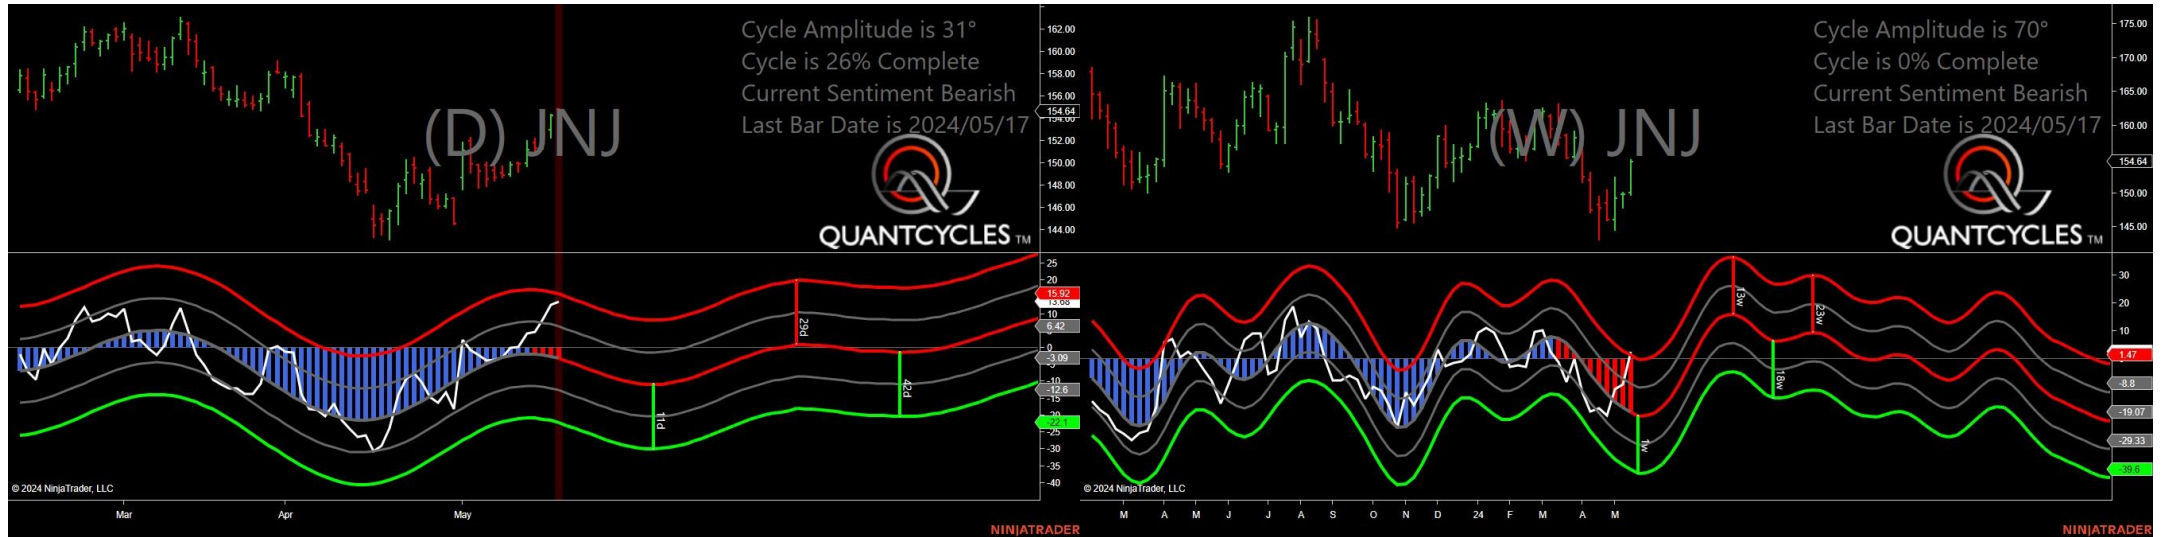 Cycle Amplitude is 31°
Cycle is 26% Complete
Current Sentiment Bearish
Last Bar Date is 2024/05/17
(D) JNJ
QUANTCYCLES TM
162.00
160.00
158.00
156.00
154.64
154.00
152.00
150.00
148.00
146.00
144.00
25
20
15.92
13.68
10
6.42
0
-3.09
-10
-12.6
-20
-22.1
-25
-30
-35
-40
29d
11d
42d
© 2024 NinjaTrader, LLC
Mar Apr May
NINJATRADER
Cycle Amplitude is 70°
Cycle is 0% Complete
Current Sentiment Bearish
Last Bar Date is 2024/05/17
(W) JNJ
QUANTCYCLES TM
175.00
170.00
165.00
160.00
154.64
150.00
145.00
30
20
10
1.47
-8.8
-19.07
-29.33
-39.6
13w
23w
18w
1w
© 2024 NinjaTrader, LLC
M A M J J A S O N D 24 F M A M
NINJATRADER